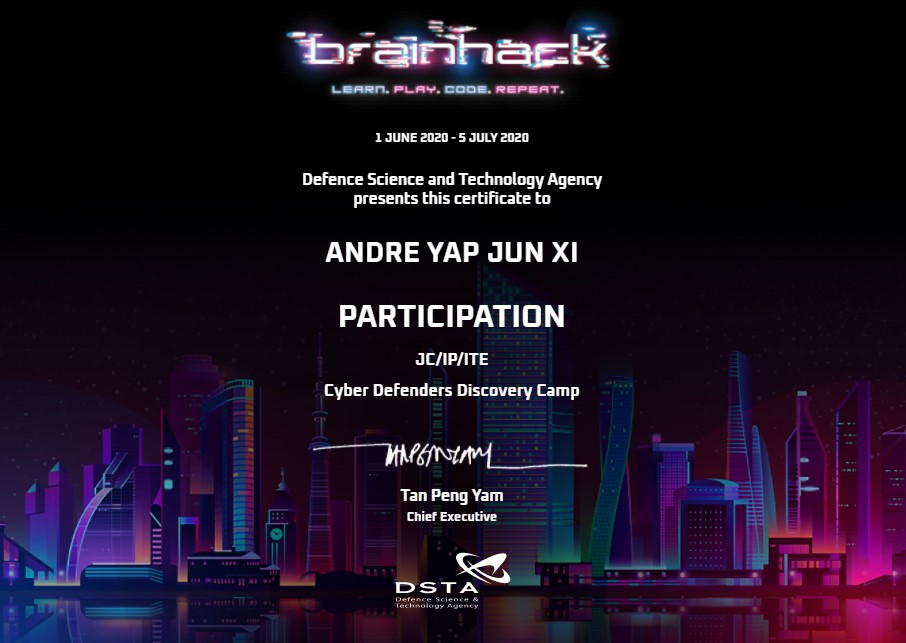 brainhack
LEARN. PLAY. CODE. REPEAT.
1 JUNE 2020 - 5 JULY 2020
Defence Science and Technology Agency
presents this certificate to
ANDRE YAP JUN XI
PARTICIPATION
JC/IP/ITE
Cyber Defenders Discovery Camp
Tan Peng Yam
Chief Executive
DSTA
Defence Science &
Technology Agency